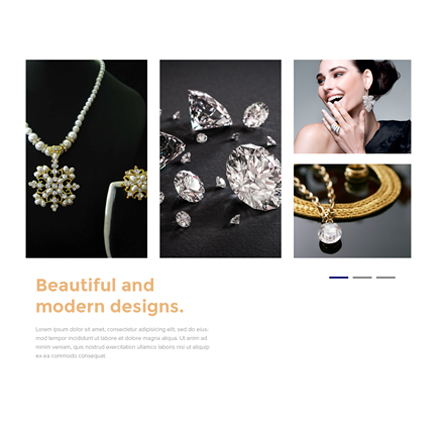 Beautiful and
modern designs.
Lorem ipsum dolor sit amet, consectetur adipisicing elit, sed do eius-
mod tempor incididunt ut labore et dolore magna aliqua. Ut enim ad
minim veniam, quis nostrud exercitation ullamco laboris nisi ut aliquip
ex ea commodo consequat